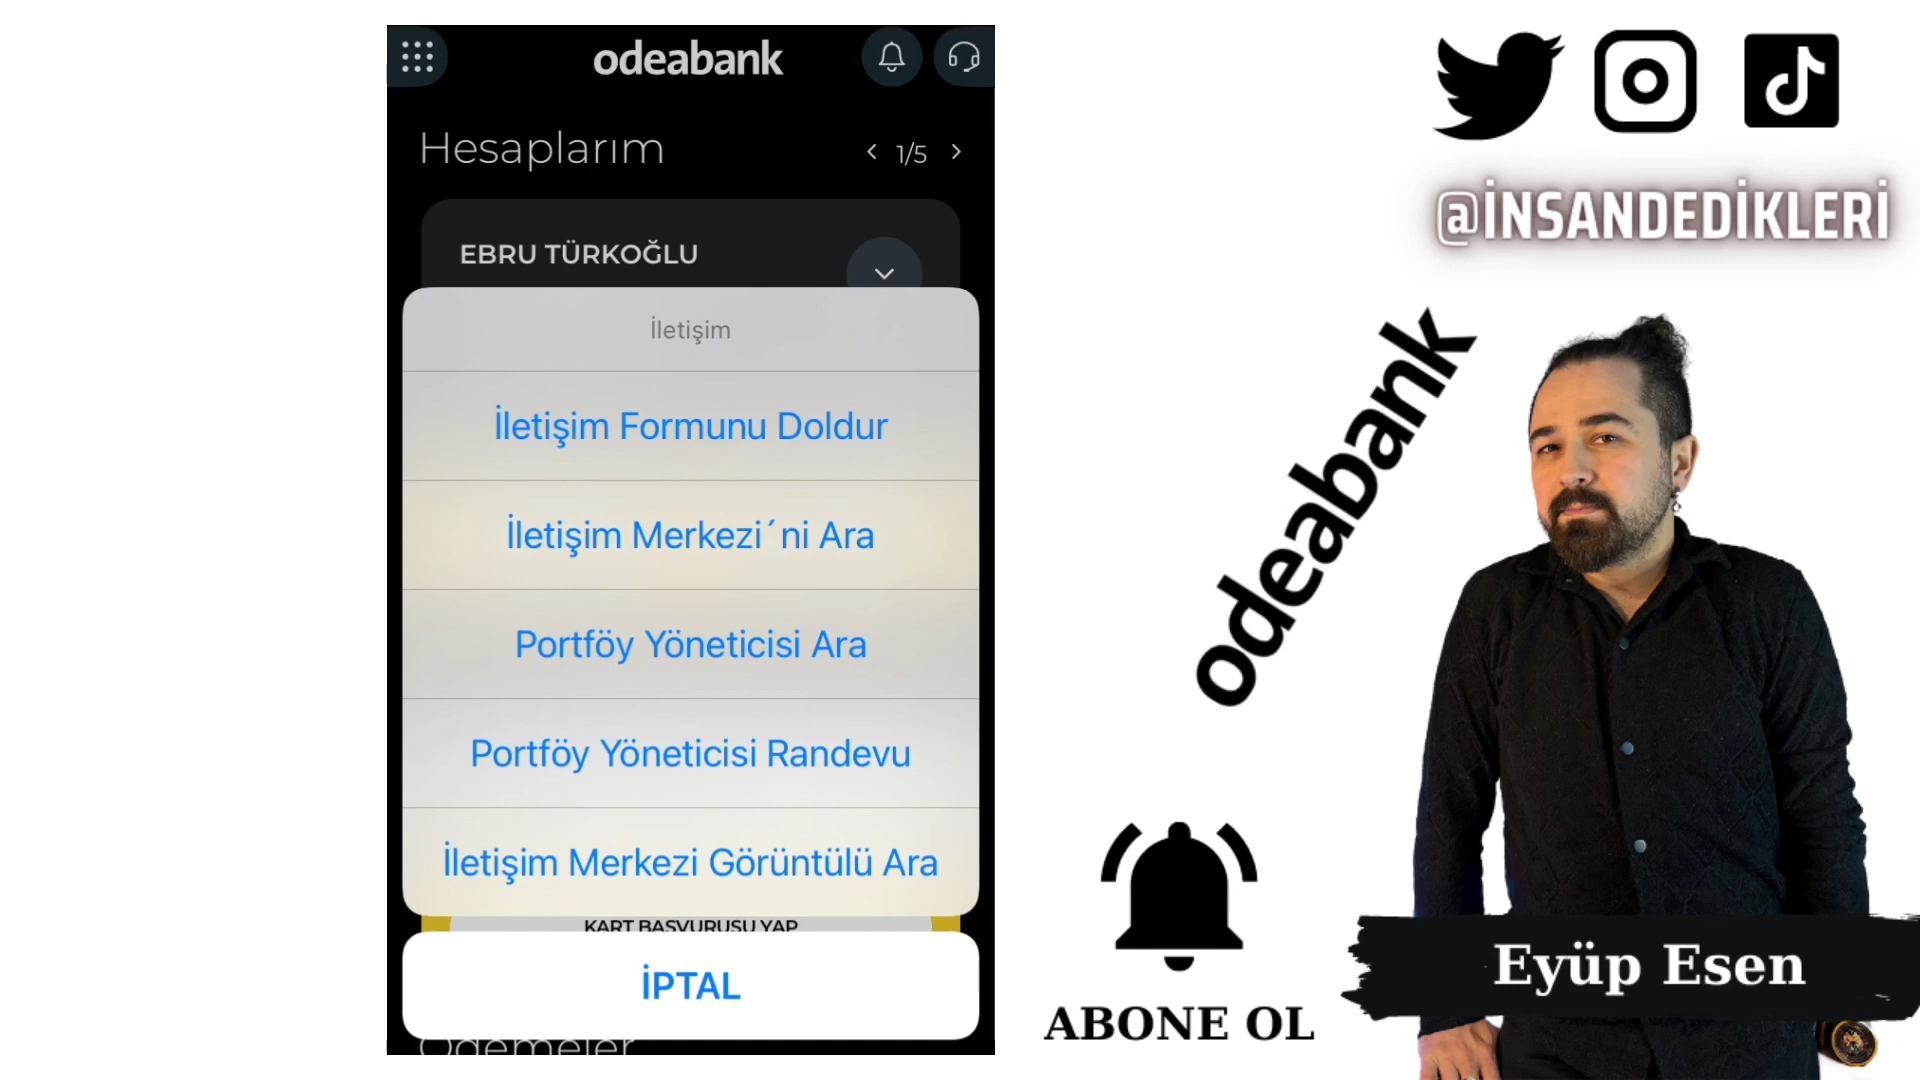 odeabank
Hesaplarım
1/5
EBRU TÜRKOĞLU
İletişim
İletişim Formunu Doldur
İletişim Merkezi´ni Ara
Portföy Yöneticisi Ara
Portföy Yöneticisi Randevu
İletişim Merkezi Görüntülü Ara
KART BAŞVURUSU YAP
İPTAL
Ödemeler
@İNSANDEDİKLERİ
odeabank
ABONE OL
Eyüp Esen